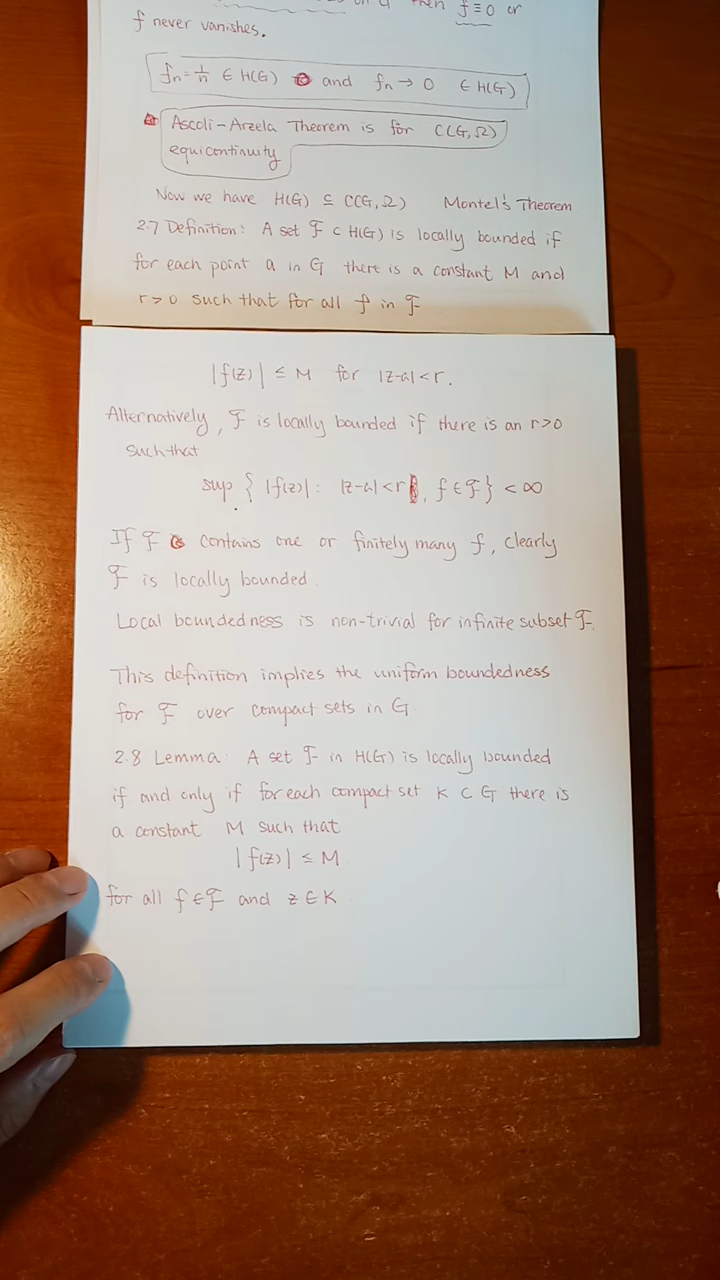 then f ≡ 0 or
f never vanishes.
fn = 1/n ∈ H(G) and fn → 0 ∈ H(G)
Ascoli-Arzela Theorem is for C(G, Ω)
equicontinuity
Now we have H(G) ⊆ C(G, Ω) Montel's Theorem
2.7 Definition: A set F ⊂ H(G) is locally bounded if
for each point a in G there is a constant M and
r > 0 such that for all f in F
|f(z)| ≤ M for |z-a| < r.
Alternatively, F is locally bounded if there is an r>0
such that
sup { |f(z)| : |z-a| < r, f ∈ F } < ∞
If F contains one or finitely many f, clearly
F is locally bounded.
Local boundedness is non-trivial for infinite subset F.
This definition implies the uniform boundedness
for F over compact sets in G
2.8 Lemma: A set F in H(G) is locally bounded
if and only if for each compact set K ⊂ G there is
a constant M such that
|f(z)| ≤ M
for all f ∈ F and z ∈ K